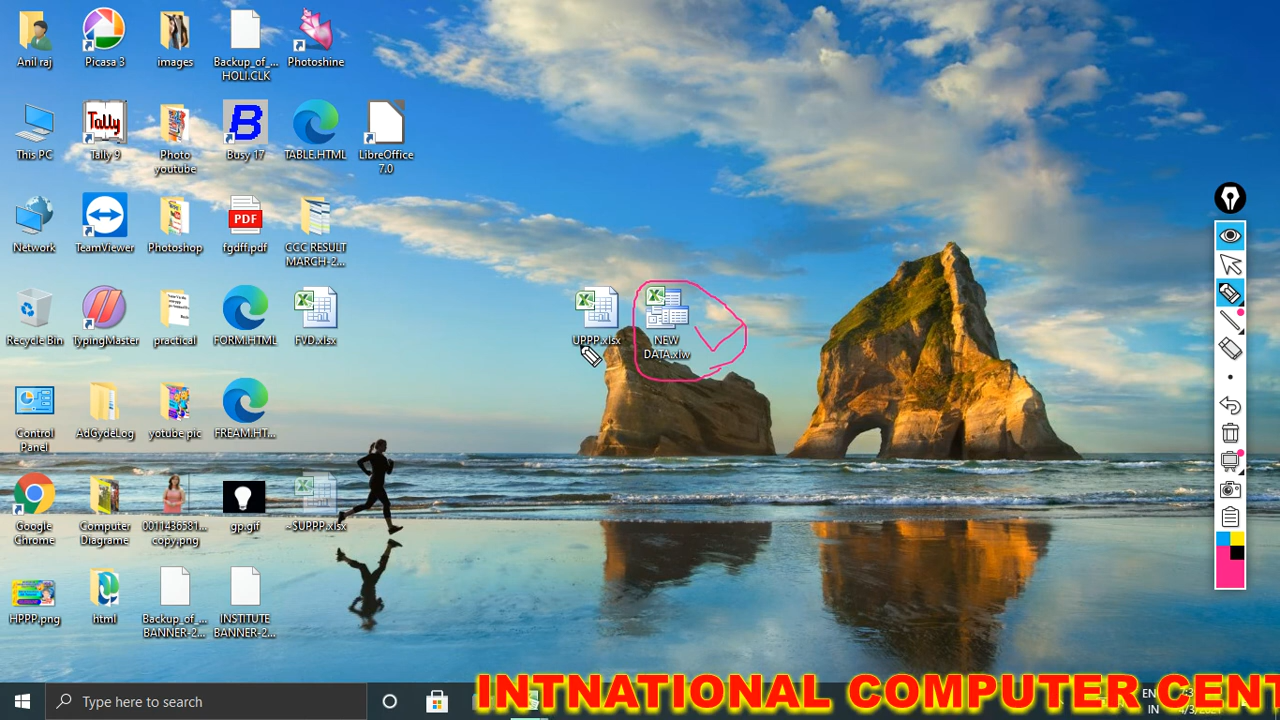 Anil raj
Picasa 3
images
Backup_of_...
HOLI.CLK
Photoshine
This PC
Tally
Tally 9
Photo
youtube
B
Busy 17
TABLE.HTML
LibreOffice
7.0
Network
TeamViewer
Photoshop
PDF
fgdff.pdf
CCC RESULT
MARCH-2...
Recycle Bin
TypingMaster
practical
FORM.HTML
FVD.xlsx
UPPP.xlsx
NEW
DATA.xlw
Control
Panel
AdGydeLog
yotube pic
FREAM.HT...
Google
Chrome
Computer
Diagrame
0011436581...
copy.png
gp.gif
~SUPPP.xlsx
HPPP.png
html
Backup_of_...
BANNER-2...
INSTITUTE
BANNER-2...
Type here to search
INTNATIONAL COMPUTER CENT
EN
IN